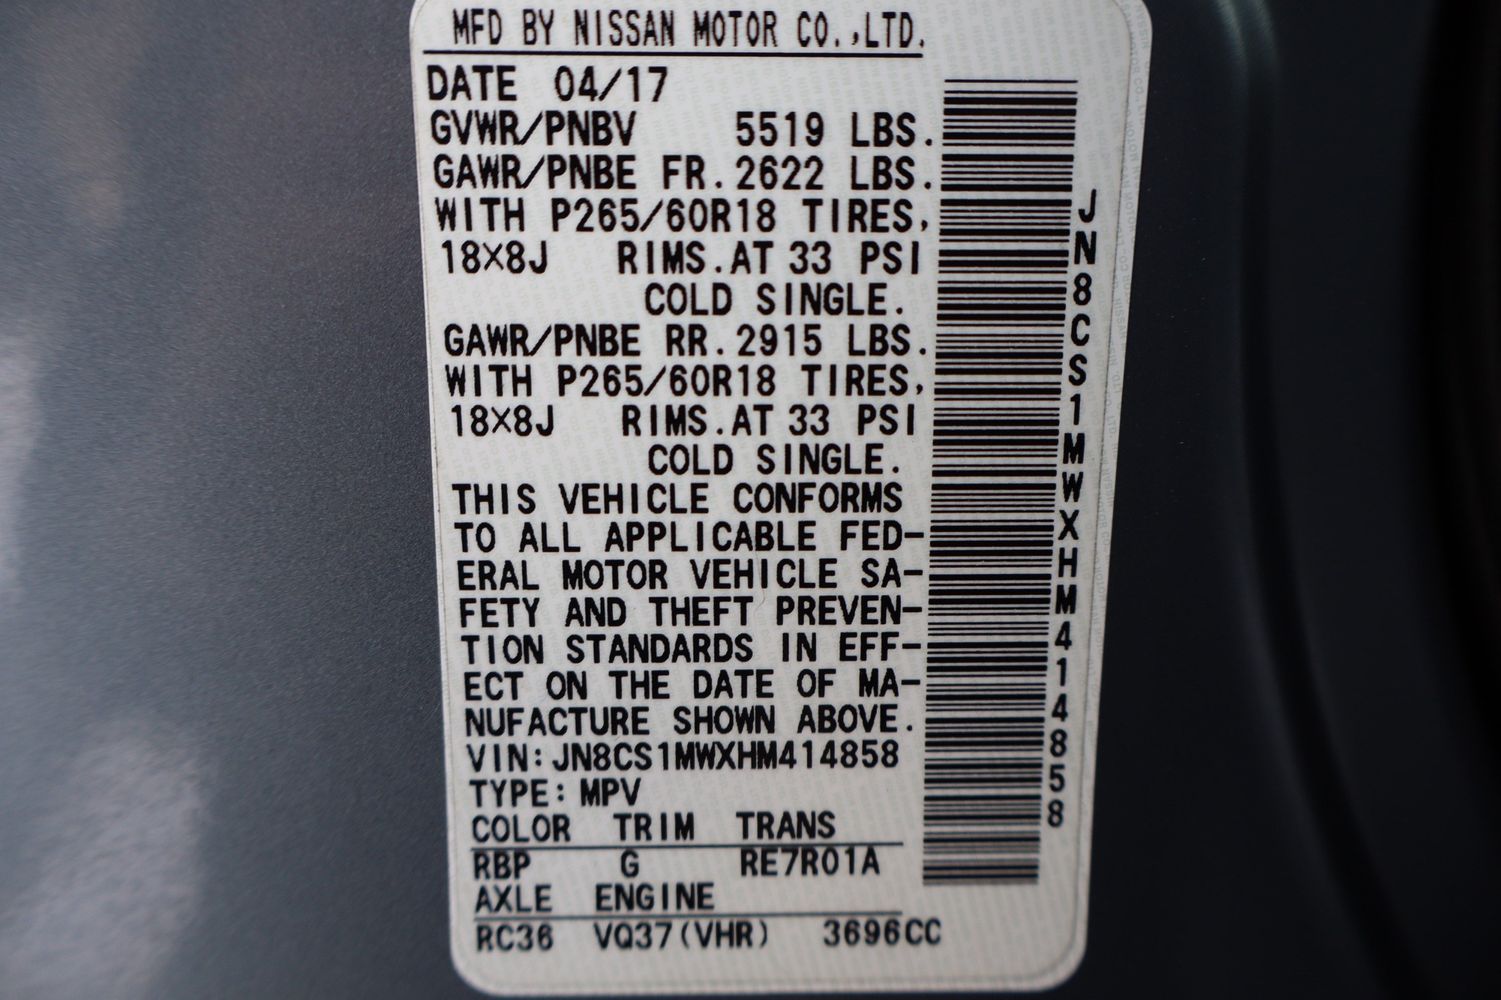 MFD BY NISSAN MOTOR CO.,LTD.
DATE 04/17
GVWR/PNBV 5519 LBS.
GAWR/PNBE FR. 2622 LBS.
WITH P265/60R18 TIRES,
18×8J RIMS.AT 33 PSI
COLD SINGLE.
GAWR/PNBE RR. 2915 LBS.
WITH P265/60R18 TIRES,
18×8J RIMS.AT 33 PSI
COLD SINGLE.
THIS VEHICLE CONFORMS
TO ALL APPLICABLE FED-
ERAL MOTOR VEHICLE SA-
FETY AND THEFT PREVEN-
TION STANDARDS IN EFF-
ECT ON THE DATE OF MA-
NUFACTURE SHOWN ABOVE.
VIN:JN8CS1MWXHM414858
TYPE: MPV
COLOR TRIM TRANS
RBP G RE7R01A
AXLE ENGINE
RC36 VQ37(VHR) 3696CC
JN8CS1MWXHM414858